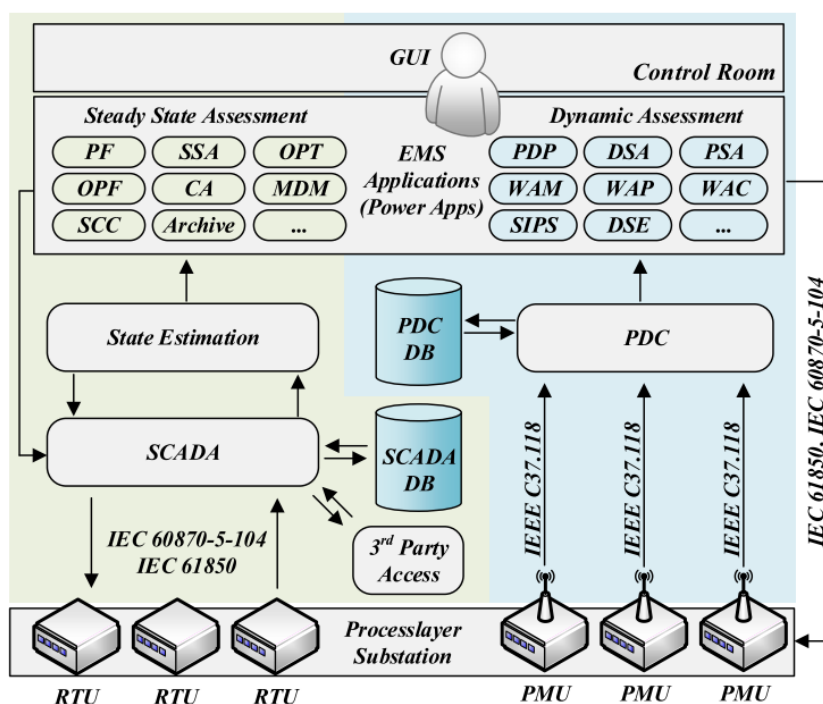 GUI
Control Room
Steady State Assessment
Dynamic Assessment
PF SSA OPT
OPF CA MDM
SCC Archive ...
EMS
Applications
(Power Apps)
PDP DSA PSA
WAM WAP WAC
SIPS DSE ...
State Estimation
PDC
DB
PDC
SCADA
SCADA
DB
IEC 60870-5-104
IEC 61850
3rd Party
Access
IEEE C37.118
IEEE C37.118
IEEE C37.118
IEC 61850, IEC 60870-5-104
Processlayer
Substation
RTU RTU RTU
PMU PMU PMU